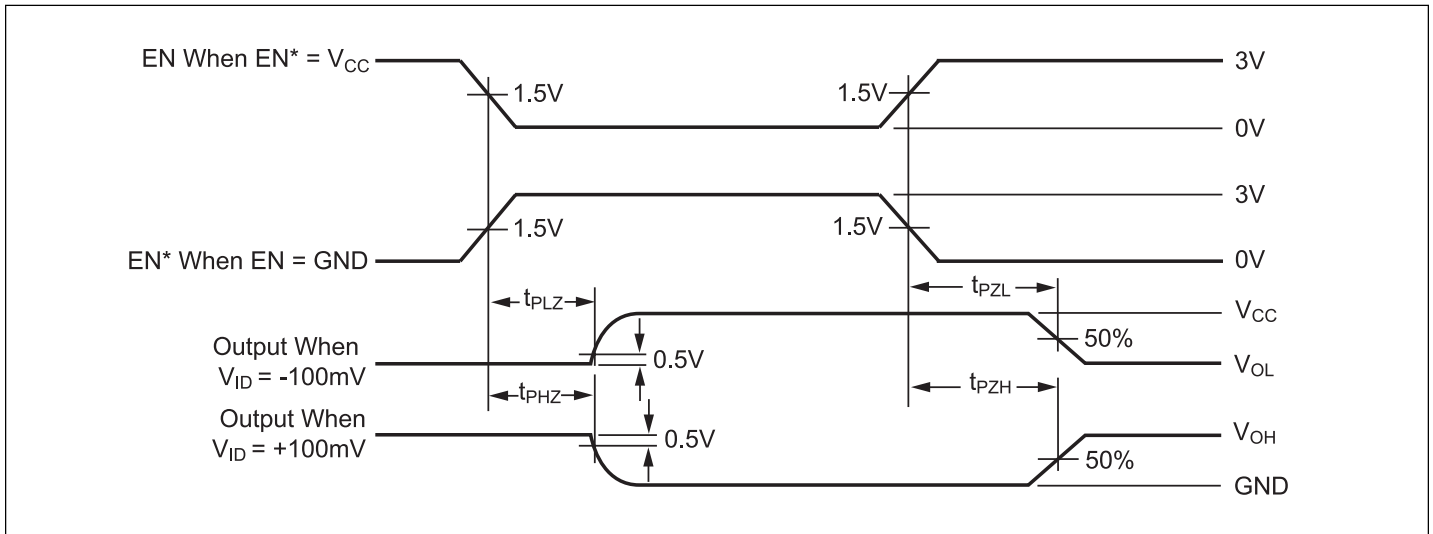 EN When EN* = VCC
1.5V
1.5V
3V
0V
3V
1.5V
1.5V
EN* When EN = GND
0V
tPLZ
tPZL
VCC
Output When
VID = -100mV
0.5V
50%
VOL
tPHZ
tPZH
Output When
VID = +100mV
0.5V
VOH
50%
GND